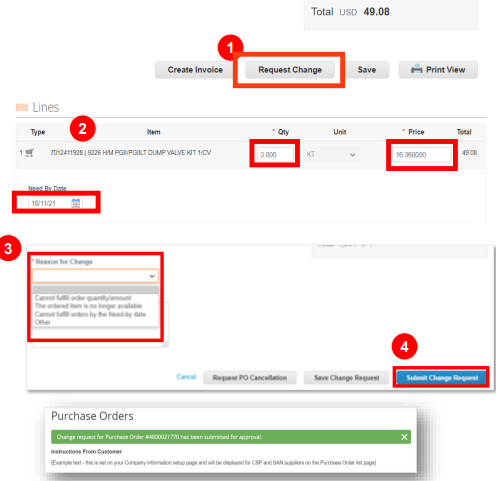 Total USD 49.08
1
Create Invoice Request Change Save Print View
Lines
2
Type Item * Qty Unit * Price Total
1 7012411928 | 9226 H/M PGII/PGIILT DUMP VALVE KIT 1/CV 3.000 KT 16.360000 49.08
Need By Date
16/11/21
3
* Reason for Change
Cannot fulfill order quantity/amount
The ordered item is no longer available
Cannot fulfill orders by the Need-by date
Other
4
Cancel Request PO Cancellation Save Change Request Submit Change Request
Purchase Orders
Change request for Purchase Order #4800021770 has been submitted for approval. X
Instructions From Customer
(Example text - this is set on your Company Information setup page and will be displayed for CSP and SAN suppliers on the Purchase Order list page)